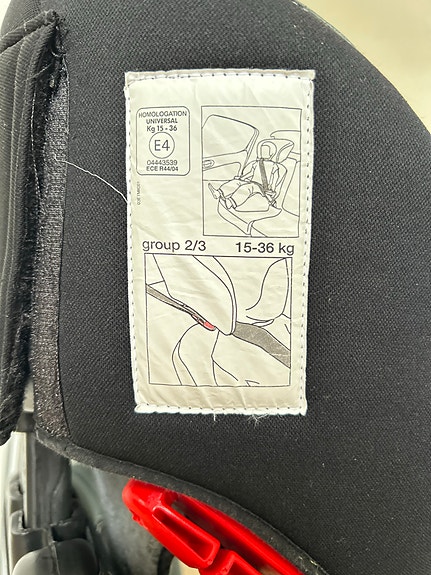 HOMOLOGATION
UNIVERSAL
Kg 15 - 36
E4
04443539
ECE R44/04
group 2/3 15-36 kg